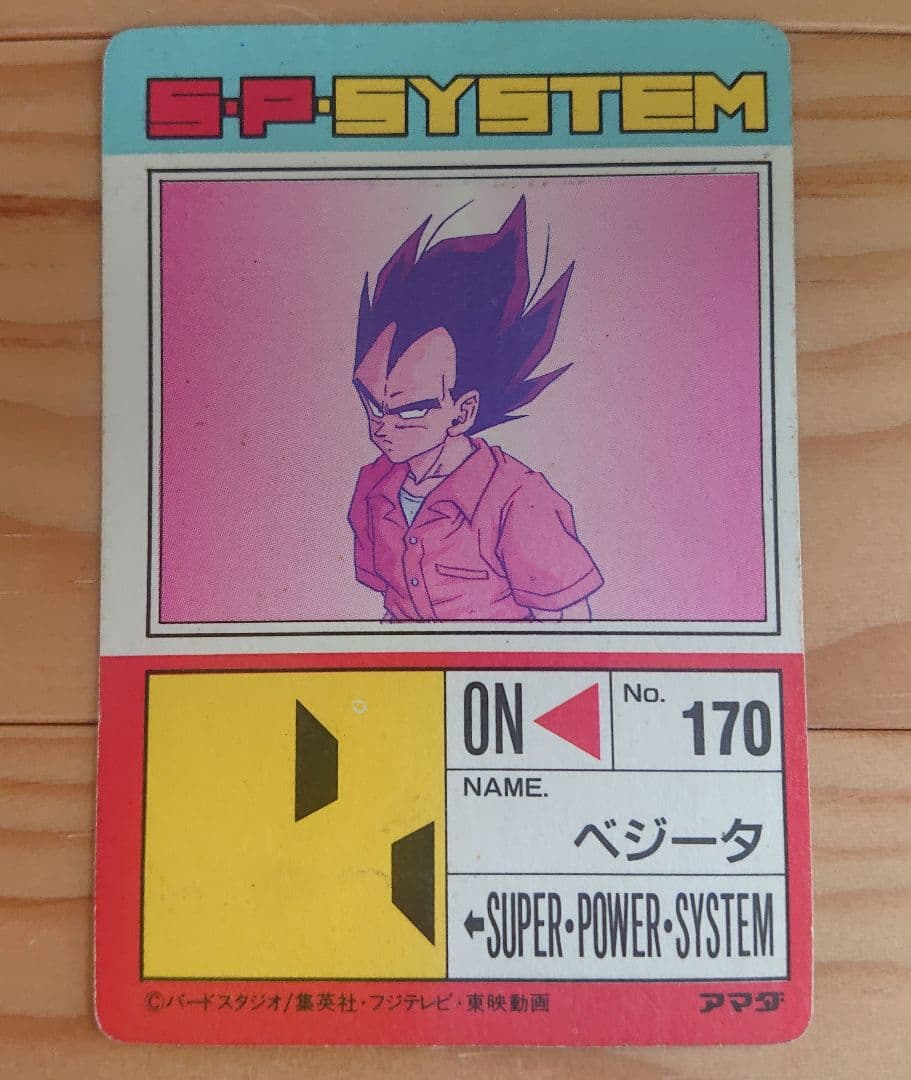 S・P・SYSTEM
ON
No.
170
NAME.
ベジータ
←SUPER・POWER・SYSTEM
©バードスタジオ/集英社・フジテレビ・東映動画
アマダ